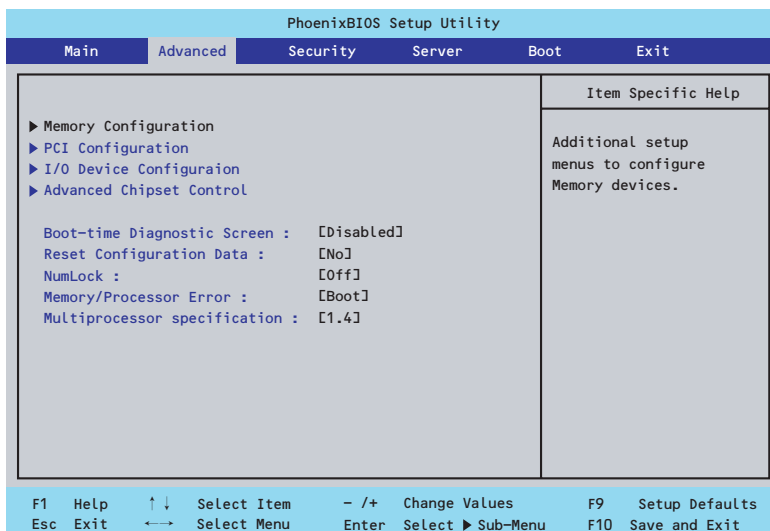 PhoenixBIOS Setup Utility
Main Advanced Security Server Boot Exit
Item Specific Help
▶ Memory Configuration
▶ PCI Configuration
▶ I/O Device Configuraion
▶ Advanced Chipset Control
Boot-time Diagnostic Screen : [Disabled]
Reset Configuration Data : [No]
NumLock : [Off]
Memory/Processor Error : [Boot]
Multiprocessor specification : [1.4]
Additional setup
menus to configure
Memory devices.
F1 Help ↑↓ Select Item - /+ Change Values F9 Setup Defaults
Esc Exit ←→ Select Menu Enter Select ▶ Sub-Menu F10 Save and Exit